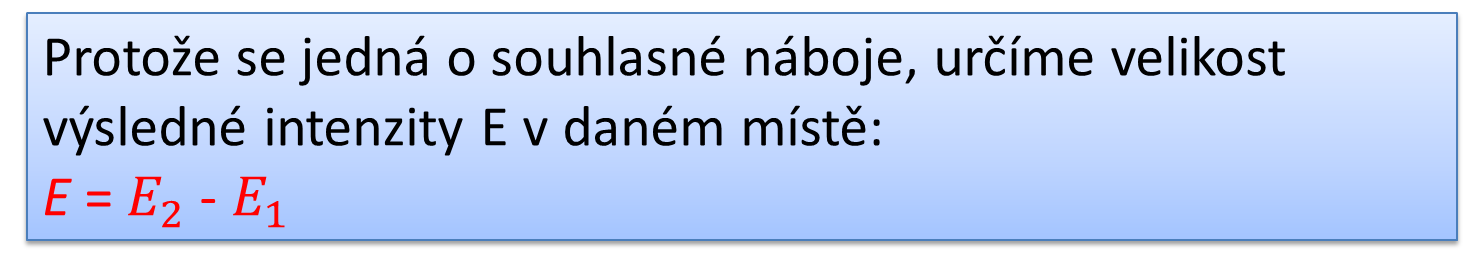 Protože se jedná o souhlasné náboje, určíme velikost
výsledné intenzity E v daném místě:
E = E₂ - E₁